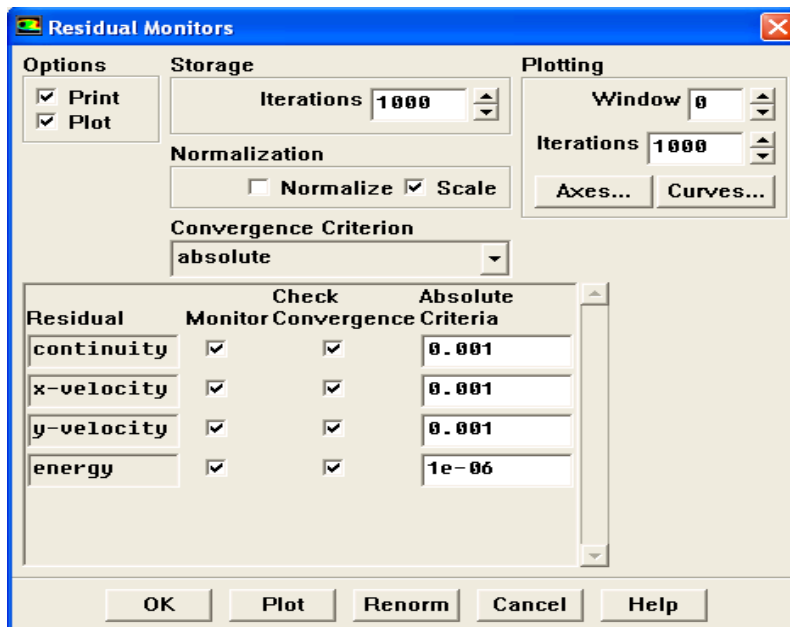 Residual Monitors
Options
Print
Plot
Storage
Iterations 1000
Normalization
Normalize Scale
Convergence Criterion
absolute
Plotting
Window 0
Iterations 1000
Axes... Curves...
Residual Monitor Check Convergence Absolute Criteria
continuity 0.001
x-velocity 0.001
y-velocity 0.001
energy 1e-06
OK Plot Renorm Cancel Help